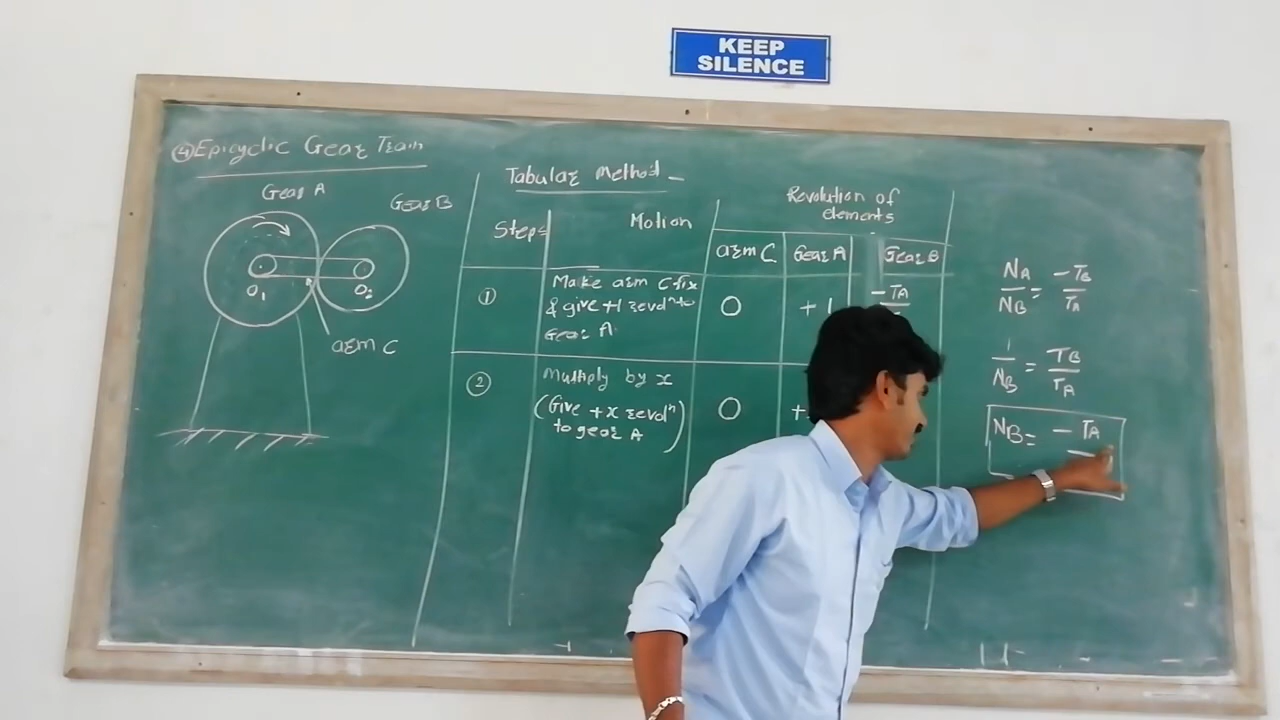 KEEP
SILENCE
④ Epicyclic Gear Train
Gear A
Gear B
O1
O2
arm C
Tabular Method
Steps
Motion
Revolution of
elements
arm C
Gear A
Gear B
①
Make arm C fix
& give +1 revolⁿ to
Gear A
0
+1
-TA
②
Multiply by x
(Give +x revolⁿ
to gear A)
0
+
NA/NB = -TB/TA
1/NB = TB/TA
NB = -TA